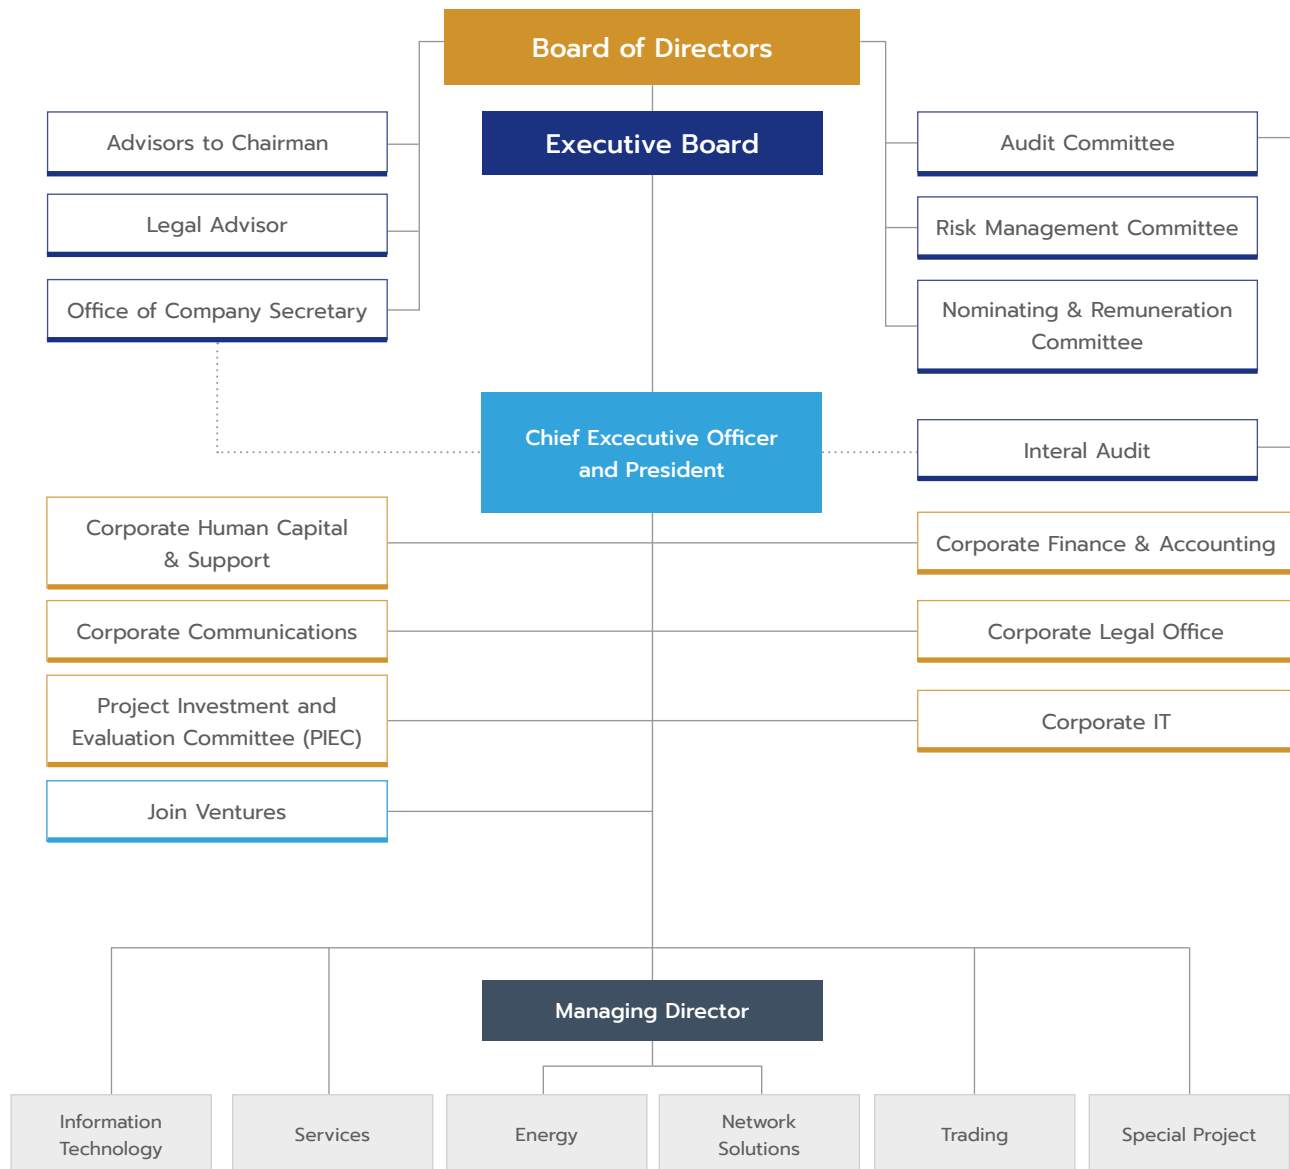 Board of Directors
Executive Board
Advisors to Chairman
Legal Advisor
Office of Company Secretary
Audit Committee
Risk Management Committee
Nominating & Remuneration
Committee
Chief Excecutive Officer
and President
Interal Audit
Corporate Human Capital
& Support
Corporate Communications
Project Investment and
Evaluation Committee (PIEC)
Join Ventures
Corporate Finance & Accounting
Corporate Legal Office
Corporate IT
Managing Director
Information
Technology
Services
Energy
Network
Solutions
Trading
Special Project